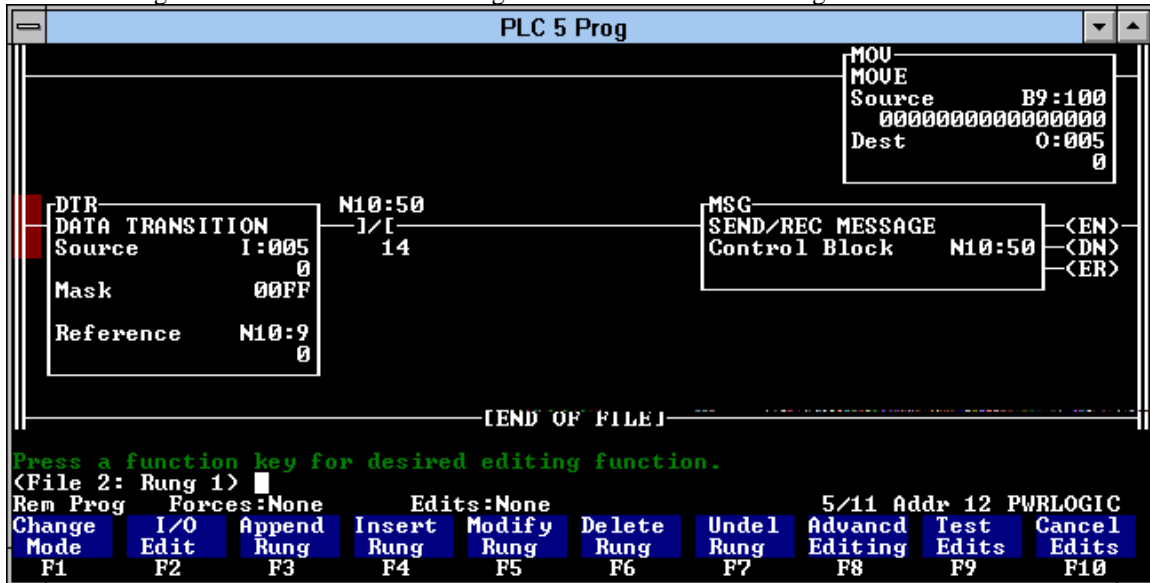 PLC 5 Prog
MOV
MOVE
Source B9:100
0000000000000000
Dest O:005
0
DTR
DATA TRANSITION
Source I:005
0
Mask 00FF
Reference N10:9
0
N10:50
]/[
14
MSG
SEND/REC MESSAGE
Control Block N10:50
(EN)
(DN)
(ER)
[END OF FILE]
Press a function key for desired editing function.
(File 2: Rung 1)
Rem Prog Forces:None Edits:None 5/11 Addr 12 PWRLOGIC
Change I/O Append Insert Modify Delete Undel Advancd Test Cancel
Mode Edit Rung Rung Rung Rung Rung Editing Edits Edits
F1 F2 F3 F4 F5 F6 F7 F8 F9 F10